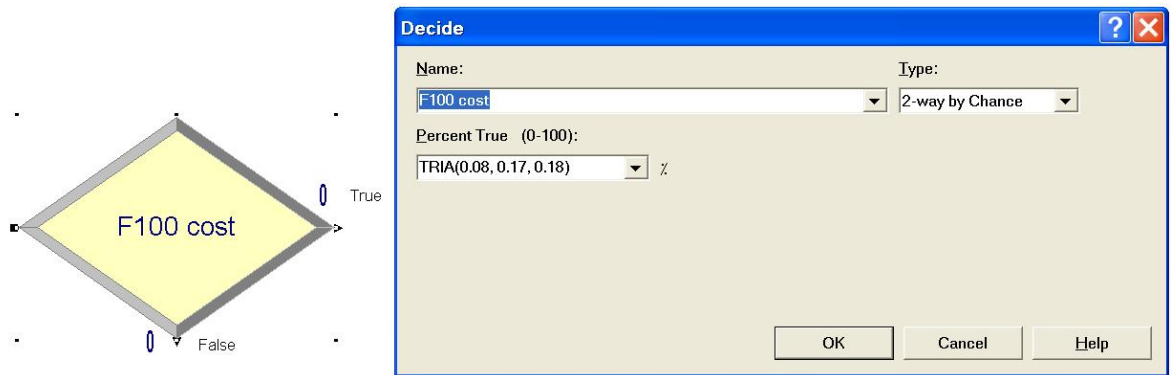 F100 cost
0 True
0 False
Decide
Name:
Type:
F100 cost
2-way by Chance
Percent True (0-100):
TRIA(0.08, 0.17, 0.18) %
OK
Cancel
Help